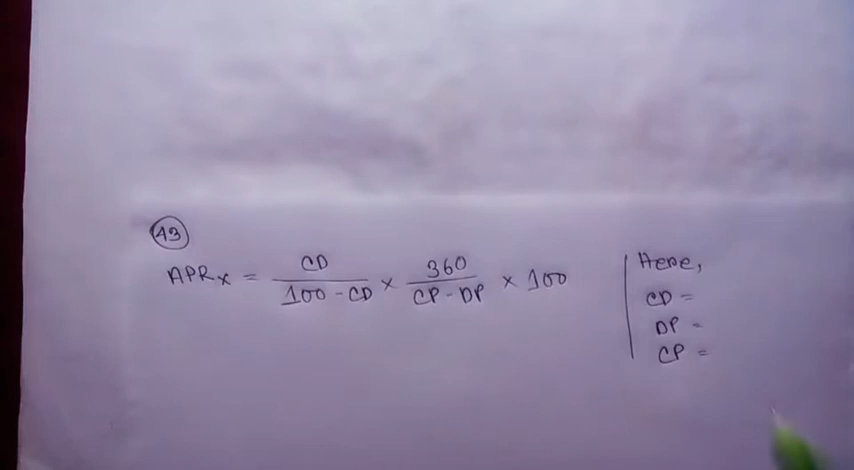 43
APRx = CD / 100 - CD × 360 / CP - DP × 100
Here,
CD =
DP =
CP =